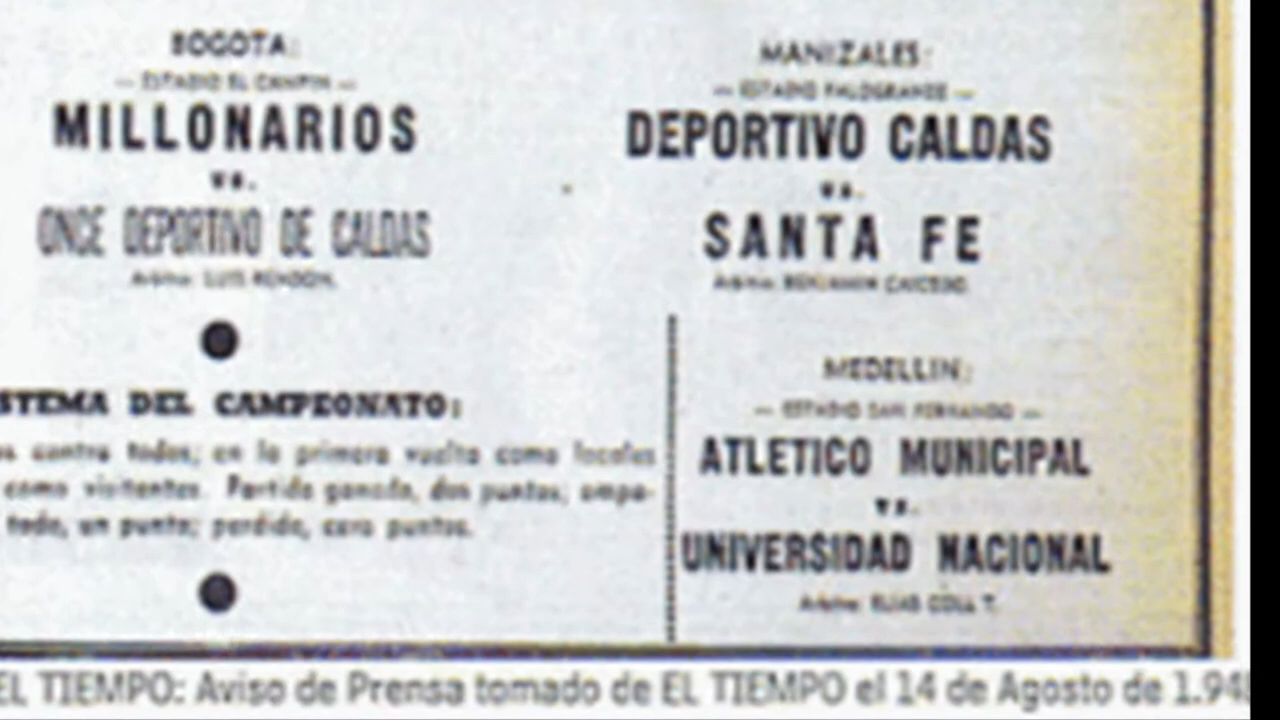 BOGOTA:
— ESTADIO EL CAMPIN —
MILLONARIOS
vs.
ONCE DEPORTIVO DE CALDAS
Arbitro: LUIS RENDON.
STEMA DEL CAMPEONATO:
s contra todos; en la primera vuelta como locales
como visitantes. Partido ganado, dos puntos; empa-
tado, un punto; perdido, cero puntos.
MANIZALES:
— ESTADIO PALOGRANDE —
DEPORTIVO CALDAS
vs.
SANTA FE
Arbitro: BENJAMIN CAICEDO.
MEDELLIN:
— ESTADIO SAN FERNANDO —
ATLETICO MUNICIPAL
vs.
UNIVERSIDAD NACIONAL
Arbitro: ELIAS COLL T.
EL TIEMPO: Aviso de Prensa tomado de EL TIEMPO el 14 de Agosto de 1.94